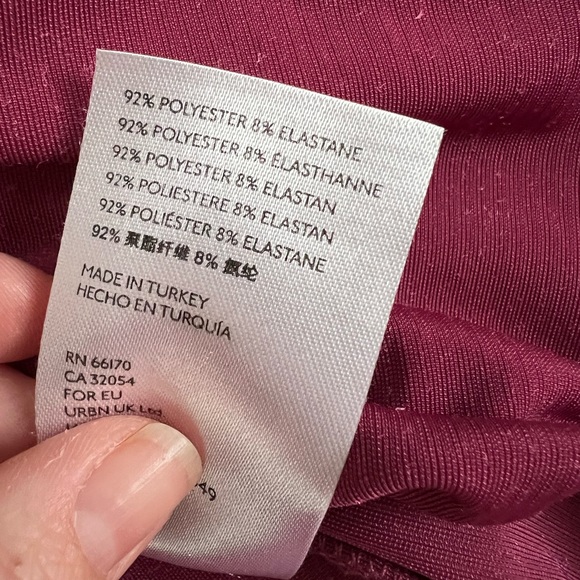 92% POLYESTER 8% ELASTANE
92% POLYESTER 8% ÉLASTHANNE
92% POLYESTER 8% ELASTAN
92% POLIESTERE 8% ELASTAN
92% POLIÉSTER 8% ELASTANE
92% 聚酯纤维 8% 氨纶
MADE IN TURKEY
HECHO EN TURQUÍA
RN 66170
CA 32054
FOR EU
URBN UK Ltd